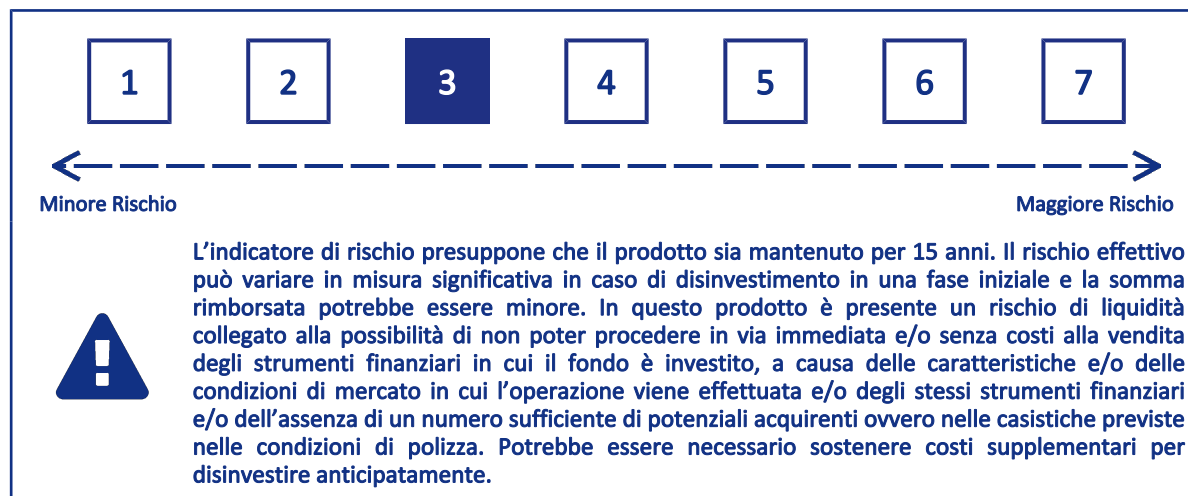 1 2 3 4 5 6 7
Minore Rischio Maggiore Rischio
L’indicatore di rischio presuppone che il prodotto sia mantenuto per 15 anni. Il rischio effettivo
può variare in misura significativa in caso di disinvestimento in una fase iniziale e la somma
rimborsata potrebbe essere minore. In questo prodotto è presente un rischio di liquidità
collegato alla possibilità di non poter procedere in via immediata e/o senza costi alla vendita
degli strumenti finanziari in cui il fondo è investito, a causa delle caratteristiche e/o delle
condizioni di mercato in cui l’operazione viene effettuata e/o degli stessi strumenti finanziari
e/o dell’assenza di un numero sufficiente di potenziali acquirenti ovvero nelle casistiche previste
nelle condizioni di polizza. Potrebbe essere necessario sostenere costi supplementari per
disinvestire anticipatamente.